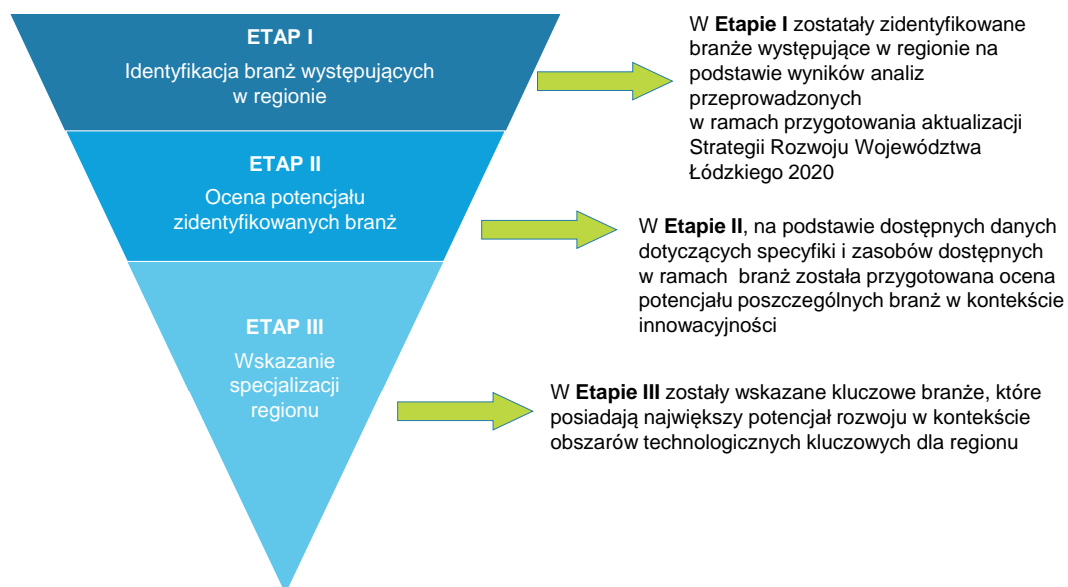 ETAP I
Identyfikacja branż występujących
w regionie
W Etapie I zostatały zidentyfikowane
branże występujące w regionie na
podstawie wyników analiz
przeprowadzonych
w ramach przygotowania aktualizacji
Strategii Rozwoju Województwa
Łódzkiego 2020
ETAP II
Ocena potencjału
zidentyfikowanych branż
W Etapie II, na podstawie dostępnych danych
dotyczących specyfiki i zasobów dostępnych
w ramach branż została przygotowana ocena
potencjału poszczególnych branż w kontekście
innowacyjności
ETAP III
Wskazanie
specjalizacji
regionu
W Etapie III zostały wskazane kluczowe branże, które
posiadają największy potencjał rozwoju w kontekście
obszarów technologicznych kluczowych dla regionu